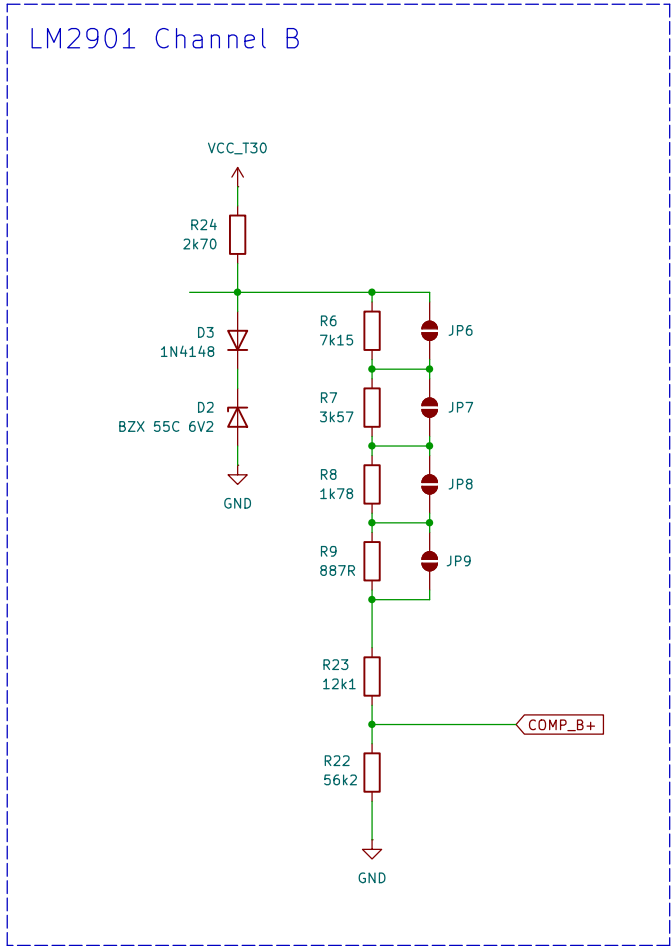 LM2901 Channel B
VCC_T30
R24
2k70
R6
7k15
JP6
D3
1N4148
R7
3k57
JP7
D2
BZX 55C 6V2
R8
1k78
JP8
GND
R9
887R
JP9
R23
12k1
COMP_B+
R22
56k2
GND